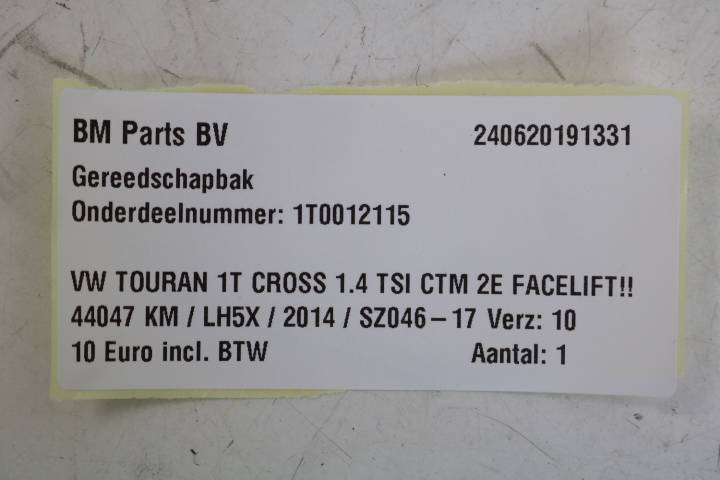 BM Parts BV 240620191331
Gereedschapbak
Onderdeelnummer: 1T0012115
VW TOURAN 1T CROSS 1.4 TSI CTM 2E FACELIFT!!
44047 KM / LH5X / 2014 / SZ046-17 Verz: 10
10 Euro incl. BTW Aantal: 1